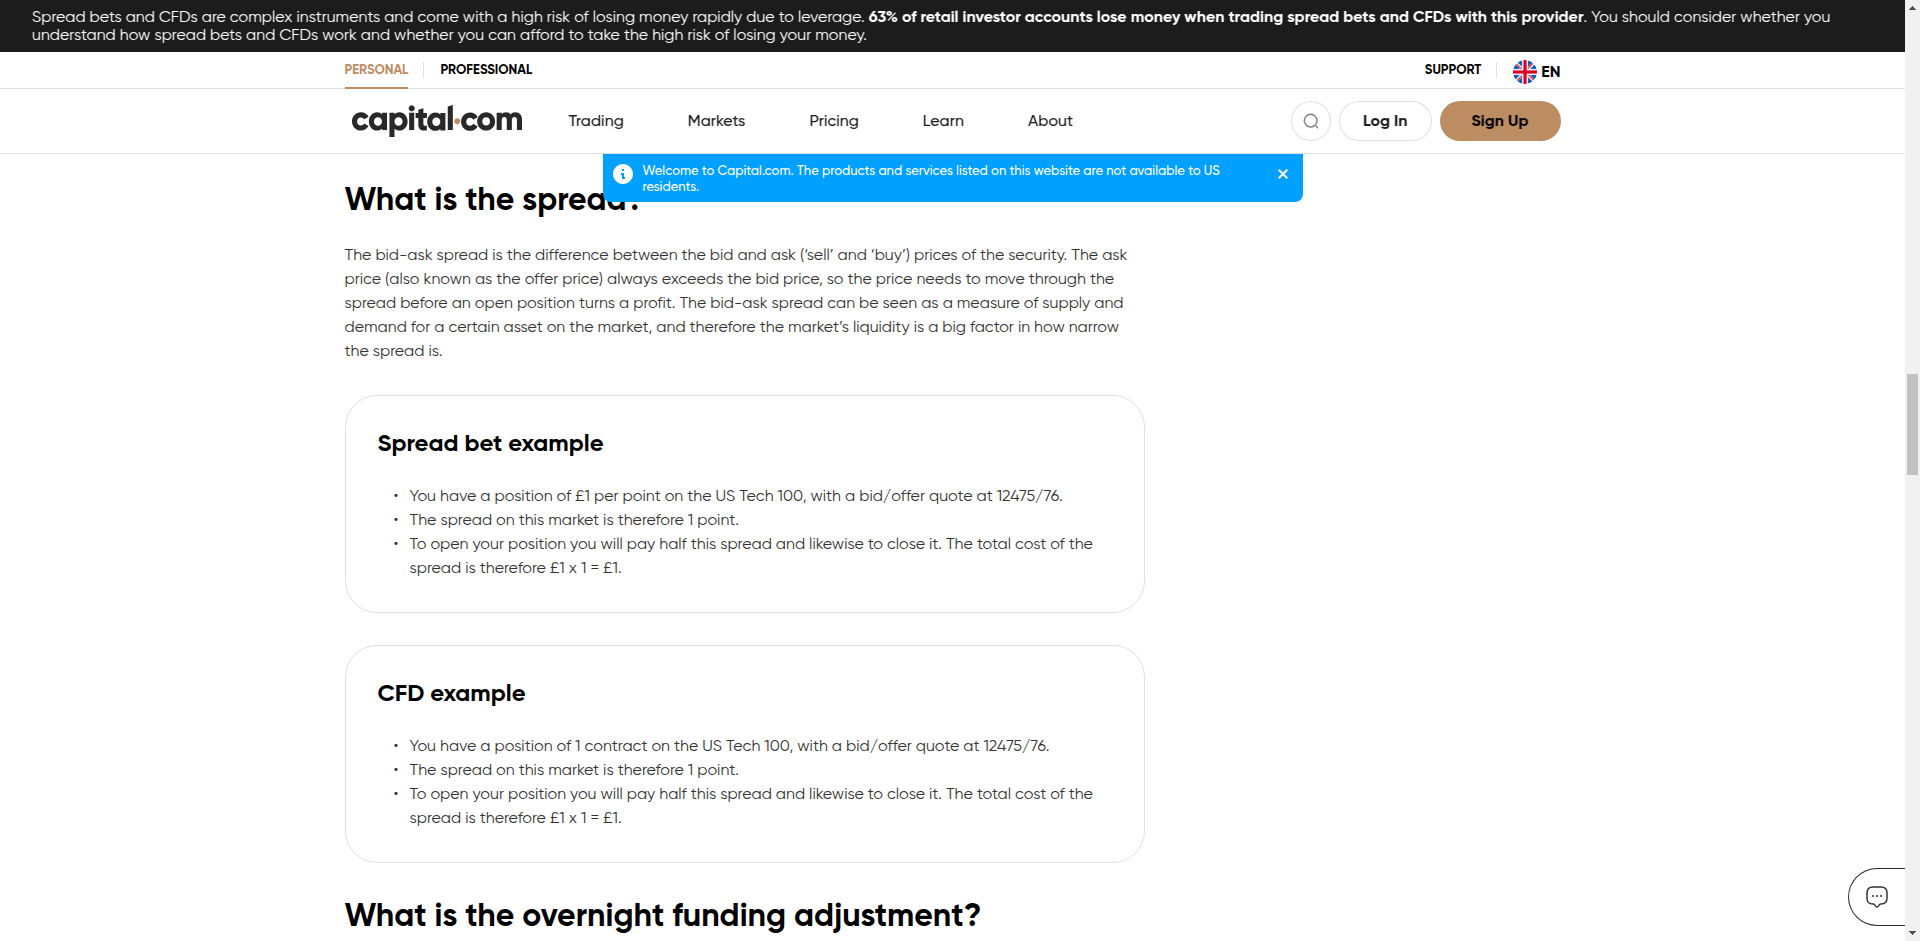 Spread bets and CFDs are complex instruments and come with a high risk of losing money rapidly due to leverage. 63% of retail investor accounts lose money when trading spread bets and CFDs with this provider. You should consider whether you
understand how spread bets and CFDs work and whether you can afford to take the high risk of losing your money.
PERSONAL PROFESSIONAL SUPPORT EN
capital.com Trading Markets Pricing Learn About Log In Sign Up
Welcome to Capital.com. The products and services listed on this website are not available to US
residents.
What is the spread?
The bid-ask spread is the difference between the bid and ask (‘sell’ and ‘buy’) prices of the security. The ask
price (also known as the offer price) always exceeds the bid price, so the price needs to move through the
spread before an open position turns a profit. The bid-ask spread can be seen as a measure of supply and
demand for a certain asset on the market, and therefore the market’s liquidity is a big factor in how narrow
the spread is.
Spread bet example
• You have a position of £1 per point on the US Tech 100, with a bid/offer quote at 12475/76.
• The spread on this market is therefore 1 point.
• To open your position you will pay half this spread and likewise to close it. The total cost of the
spread is therefore £1 x 1 = £1.
CFD example
• You have a position of 1 contract on the US Tech 100, with a bid/offer quote at 12475/76.
• The spread on this market is therefore 1 point.
• To open your position you will pay half this spread and likewise to close it. The total cost of the
spread is therefore £1 x 1 = £1.
What is the overnight funding adjustment?